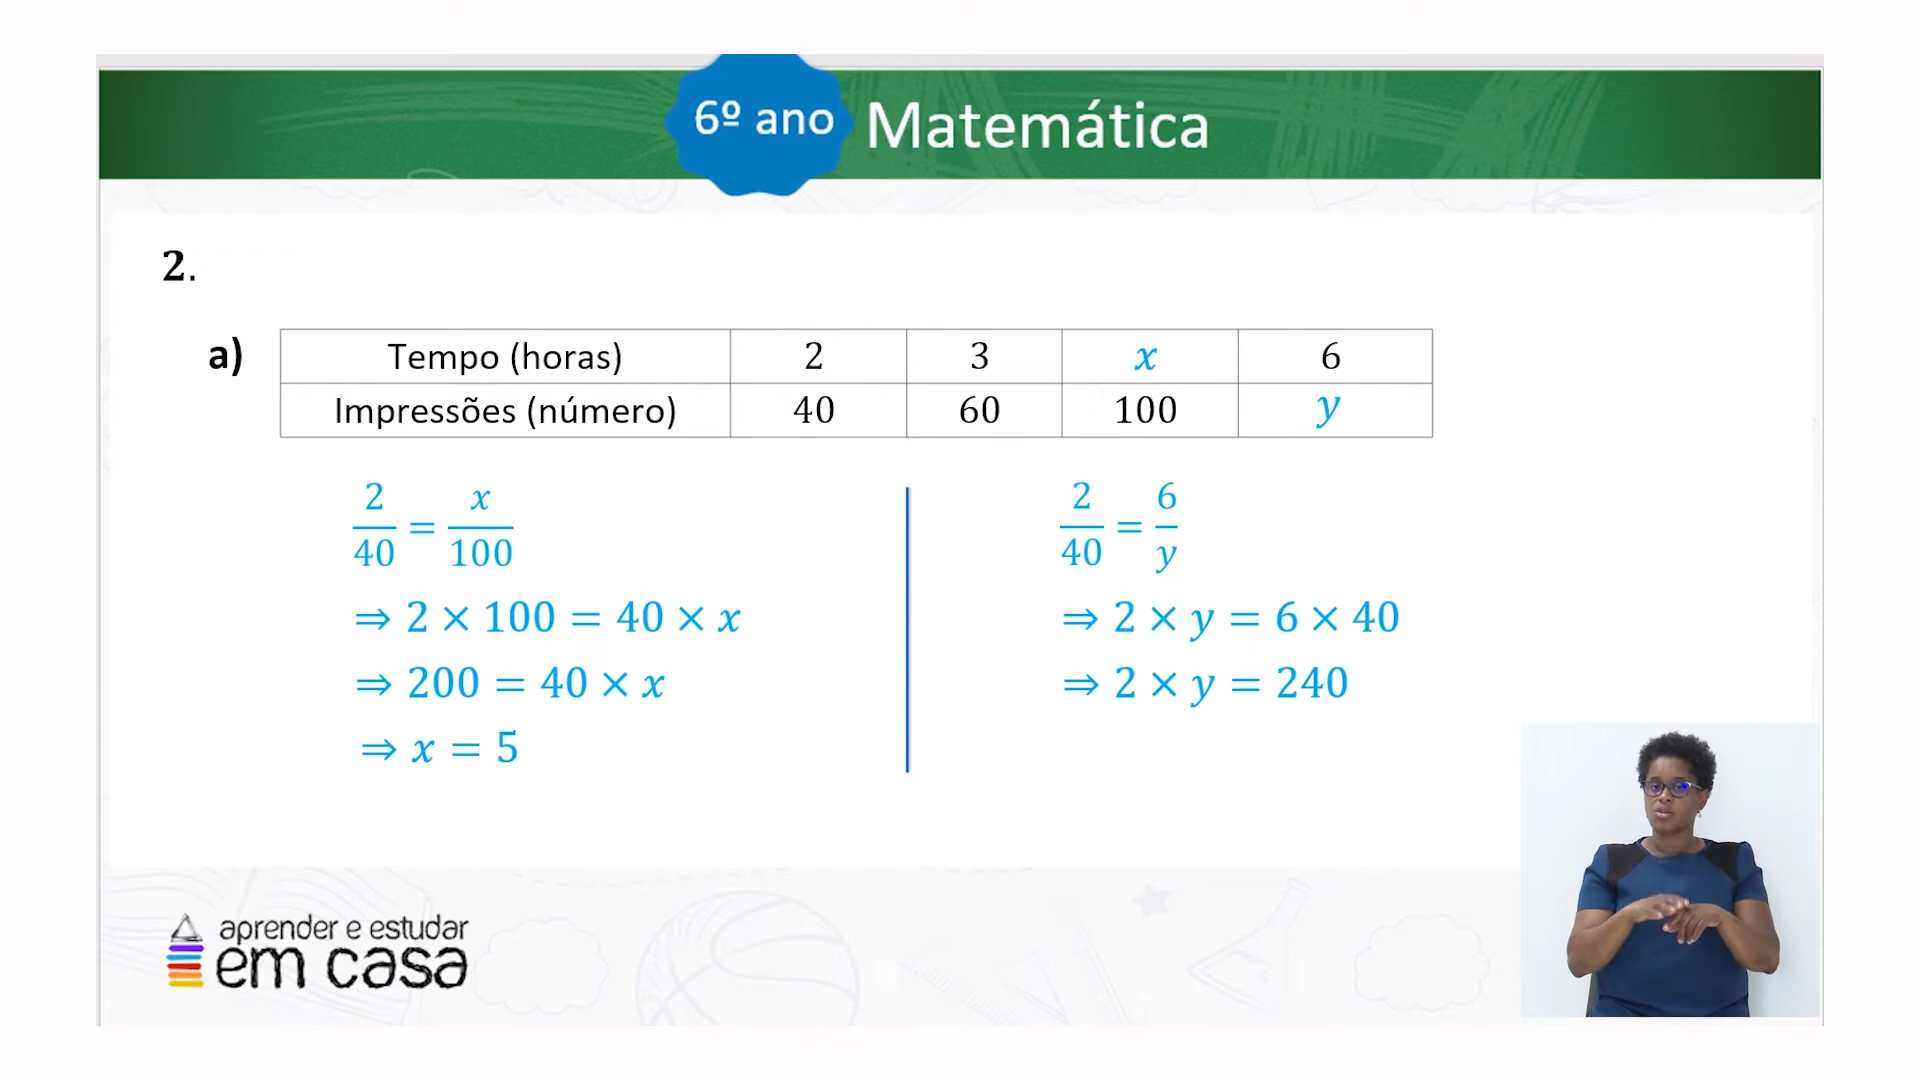 6º ano Matemática
2.
a)
Tempo (horas) 2 3 x 6
Impressões (número) 40 60 100 y
2/40 = x/100
⇒ 2 × 100 = 40 × x
⇒ 200 = 40 × x
⇒ x = 5
2/40 = 6/y
⇒ 2 × y = 6 × 40
⇒ 2 × y = 240
aprender e estudar
em casa